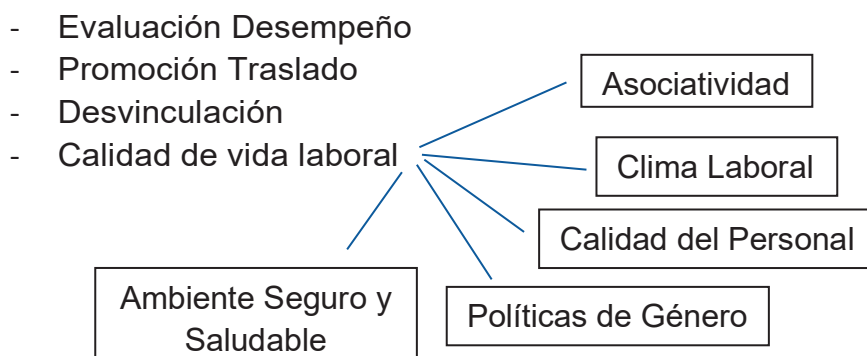 - Evaluación Desempeño
- Promoción Traslado
- Desvinculación
- Calidad de vida laboral
Asociatividad
Clima Laboral
Calidad del Personal
Políticas de Género
Ambiente Seguro y
Saludable